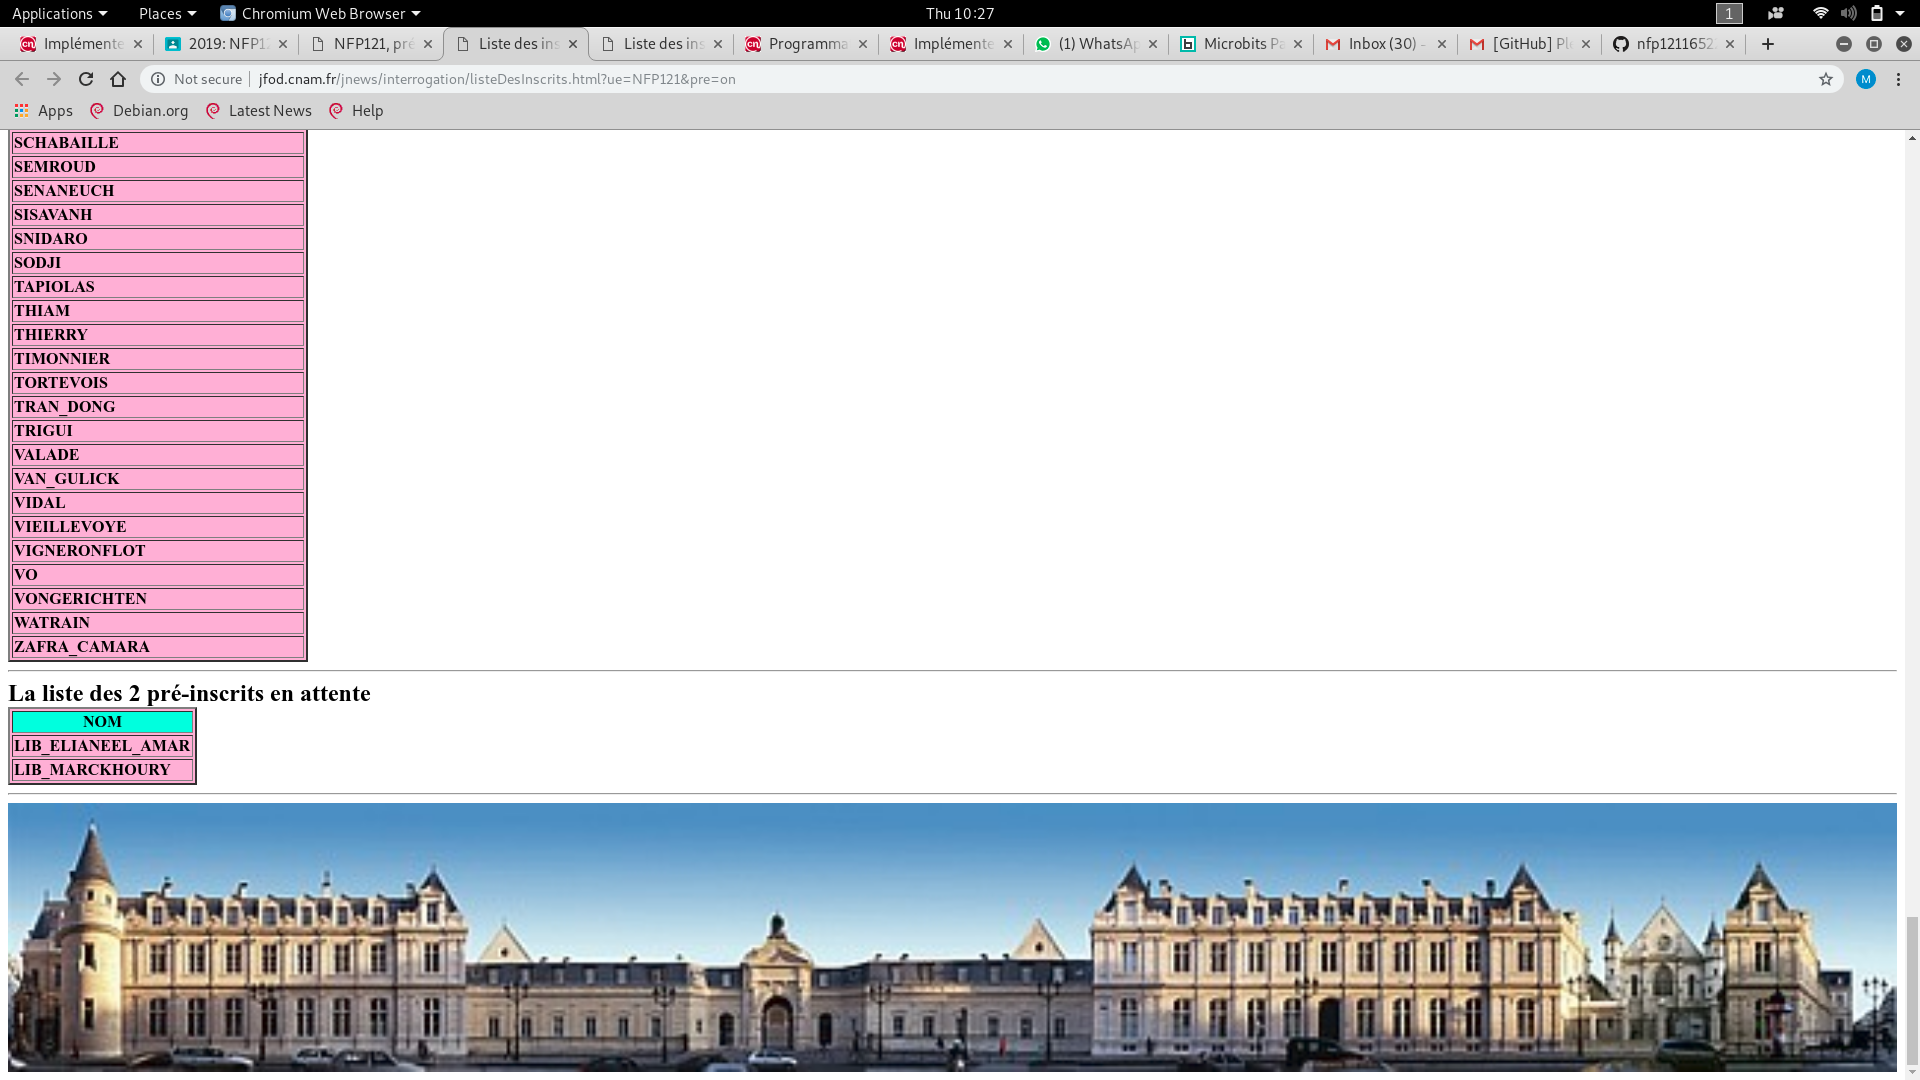 Applications Places Chromium Web Browser Thu 10:27 1
Implémente 2019: NFP12 NFP121, pré Liste des ins Liste des ins Programma Implémente (1) WhatsAp Microbits Pa Inbox (30) - [GitHub] Ple nfp1211652
Not secure jfod.cnam.fr/jnews/interrogation/listeDesInscrits.html?ue=NFP121&pre=on M
Apps Debian.org Latest News Help
SCHABAILLE
SEMROUD
SENANEUCH
SISAVANH
SNIDARO
SODJI
TAPIOLAS
THIAM
THIERRY
TIMONNIER
TORTEVOIS
TRAN_DONG
TRIGUI
VALADE
VAN_GULICK
VIDAL
VIEILLEVOYE
VIGNERONFLOT
VO
VONGERICHTEN
WATRAIN
ZAFRA_CAMARA
La liste des 2 pré-inscrits en attente
NOM
LIB_ELIANEEL_AMAR
LIB_MARCKHOURY